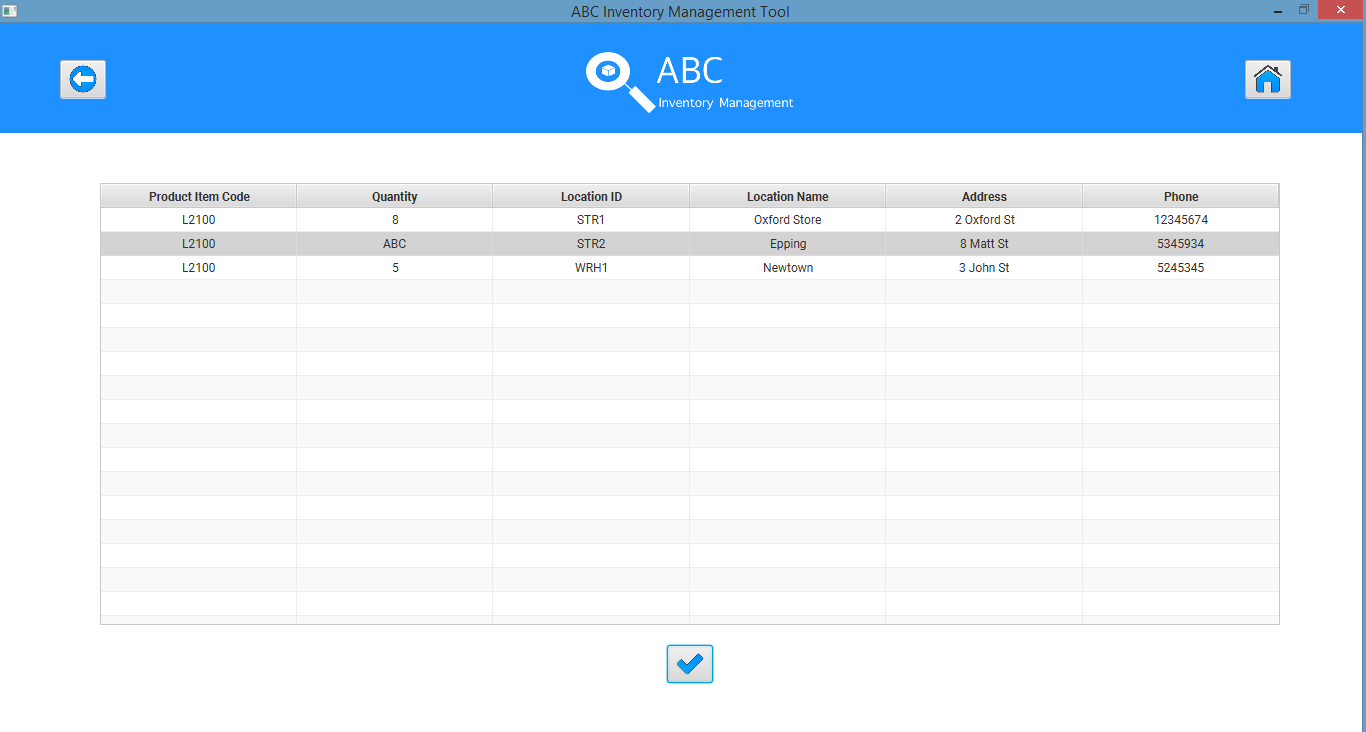 ABC Inventory Management Tool
ABC
Inventory Management
Product Item Code Quantity Location ID Location Name Address Phone
L2100 8 STR1 Oxford Store 2 Oxford St 12345674
L2100 ABC STR2 Epping 8 Matt St 5345934
L2100 5 WRH1 Newtown 3 John St 5245345